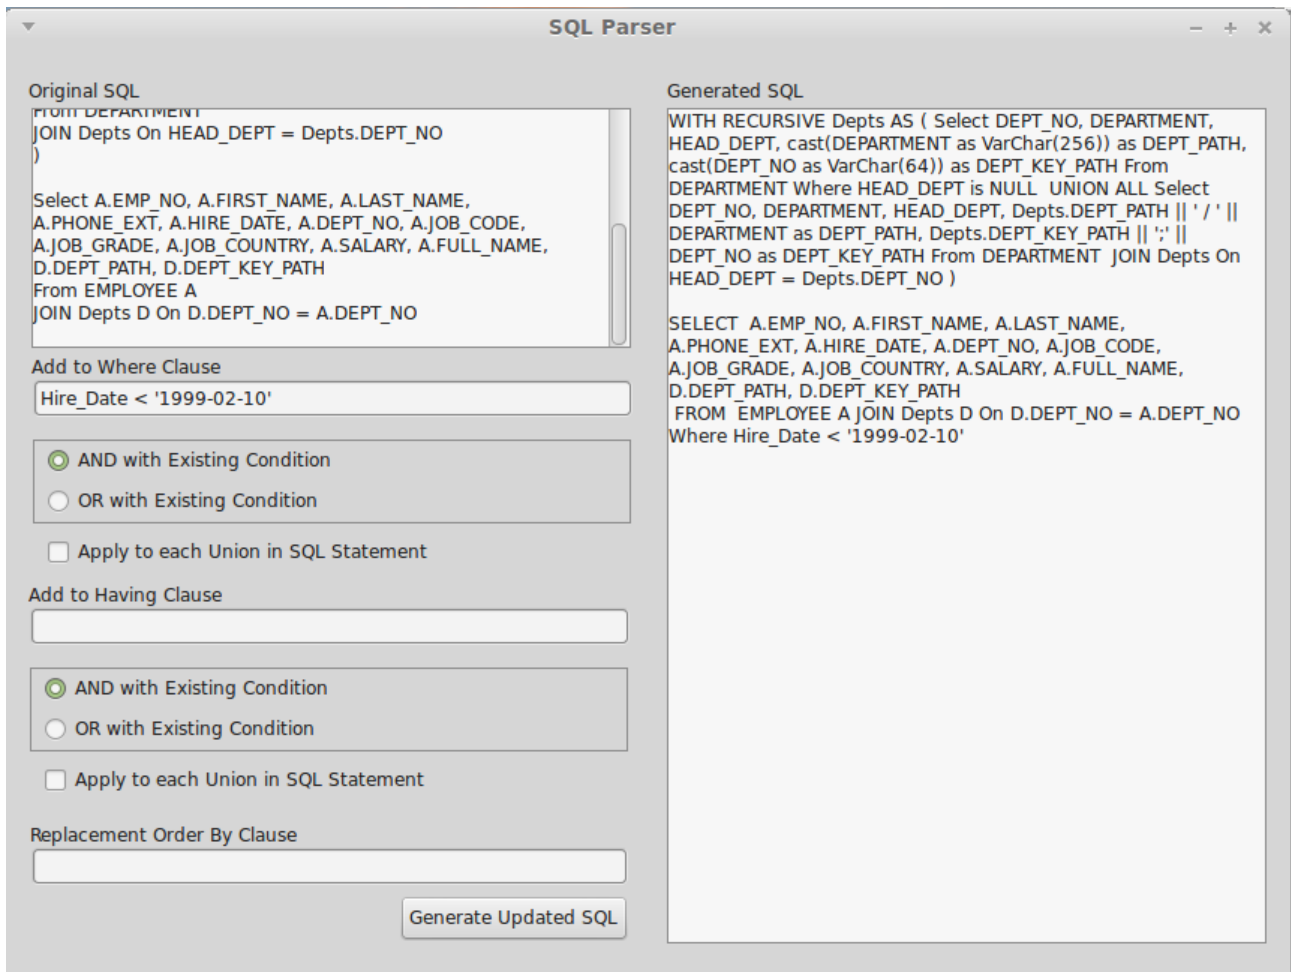 SQL Parser
Original SQL
From DEPARTMENT
JOIN Depts On HEAD_DEPT = Depts.DEPT_NO
)
Select A.EMP_NO, A.FIRST_NAME, A.LAST_NAME,
A.PHONE_EXT, A.HIRE_DATE, A.DEPT_NO, A.JOB_CODE,
A.JOB_GRADE, A.JOB_COUNTRY, A.SALARY, A.FULL_NAME,
D.DEPT_PATH, D.DEPT_KEY_PATH
From EMPLOYEE A
JOIN Depts D On D.DEPT_NO = A.DEPT_NO
Add to Where Clause
Hire_Date < '1999-02-10'
AND with Existing Condition
OR with Existing Condition
Apply to each Union in SQL Statement
Add to Having Clause
AND with Existing Condition
OR with Existing Condition
Apply to each Union in SQL Statement
Replacement Order By Clause
Generate Updated SQL
Generated SQL
WITH RECURSIVE Depts AS ( Select DEPT_NO, DEPARTMENT,
HEAD_DEPT, cast(DEPARTMENT as VarChar(256)) as DEPT_PATH,
cast(DEPT_NO as VarChar(64)) as DEPT_KEY_PATH From
DEPARTMENT Where HEAD_DEPT is NULL  UNION ALL Select
DEPT_NO, DEPARTMENT, HEAD_DEPT, Depts.DEPT_PATH || ' / ' ||
DEPARTMENT as DEPT_PATH, Depts.DEPT_KEY_PATH || ';' ||
DEPT_NO as DEPT_KEY_PATH From DEPARTMENT  JOIN Depts On
HEAD_DEPT = Depts.DEPT_NO )
SELECT  A.EMP_NO, A.FIRST_NAME, A.LAST_NAME,
A.PHONE_EXT, A.HIRE_DATE, A.DEPT_NO, A.JOB_CODE,
A.JOB_GRADE, A.JOB_COUNTRY, A.SALARY, A.FULL_NAME,
D.DEPT_PATH, D.DEPT_KEY_PATH
FROM  EMPLOYEE A JOIN Depts D On D.DEPT_NO = A.DEPT_NO
Where Hire_Date < '1999-02-10'